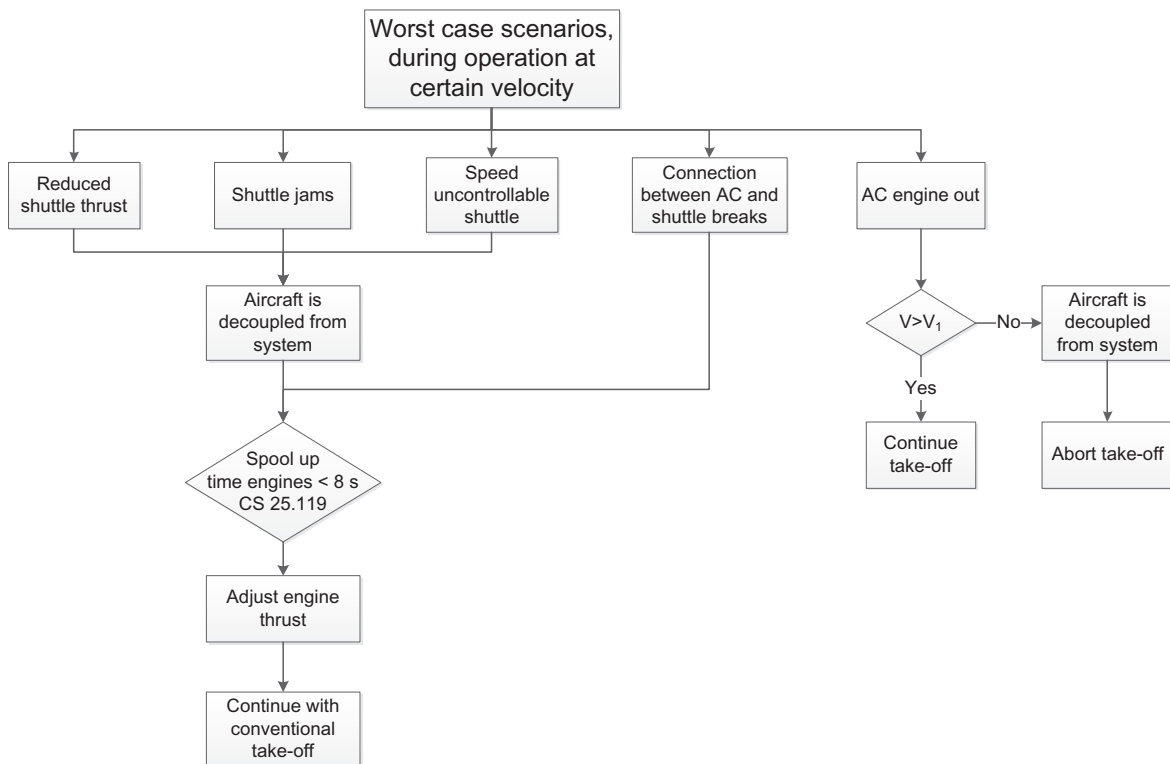 Worst case scenarios,
during operation at
certain velocity
Reduced
shuttle thrust
Shuttle jams
Speed
uncontrollable
shuttle
Connection
between AC and
shuttle breaks
AC engine out
Aircraft is
decoupled from
system
V>V₁
No
Aircraft is
decoupled
from system
Yes
Continue
take-off
Abort take-off
Spool up
time engines < 8 s
CS 25.119
Adjust engine
thrust
Continue with
conventional
take-off